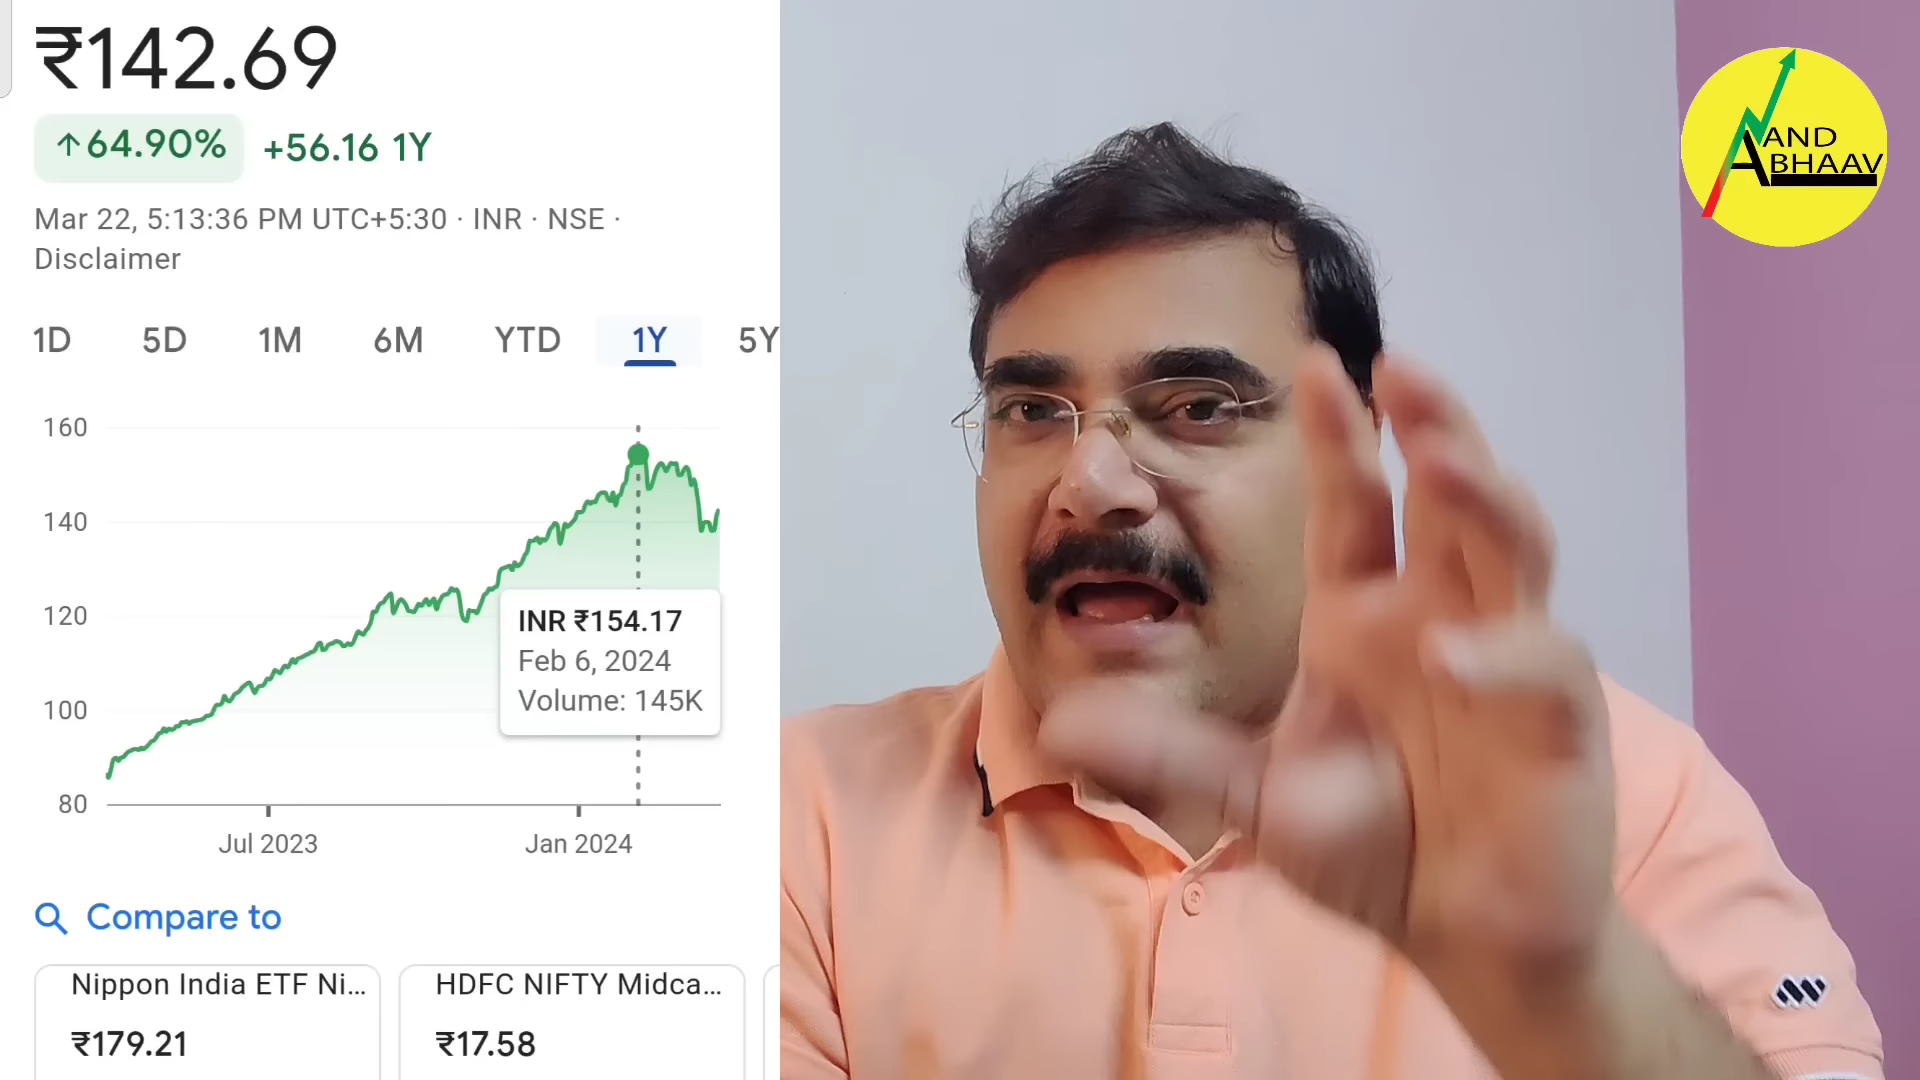 ₹142.69
↑64.90% +56.16 1Y
Mar 22, 5:13:36 PM UTC+5:30 · INR · NSE ·
Disclaimer
1D 5D 1M 6M YTD 1Y 5Y
160
140
120
100
80
INR ₹154.17
Feb 6, 2024
Volume: 145K
Jul 2023 Jan 2024
Compare to
Nippon India ETF Ni...
₹179.21
HDFC NIFTY Midca...
₹17.58
AND
ABHAAV